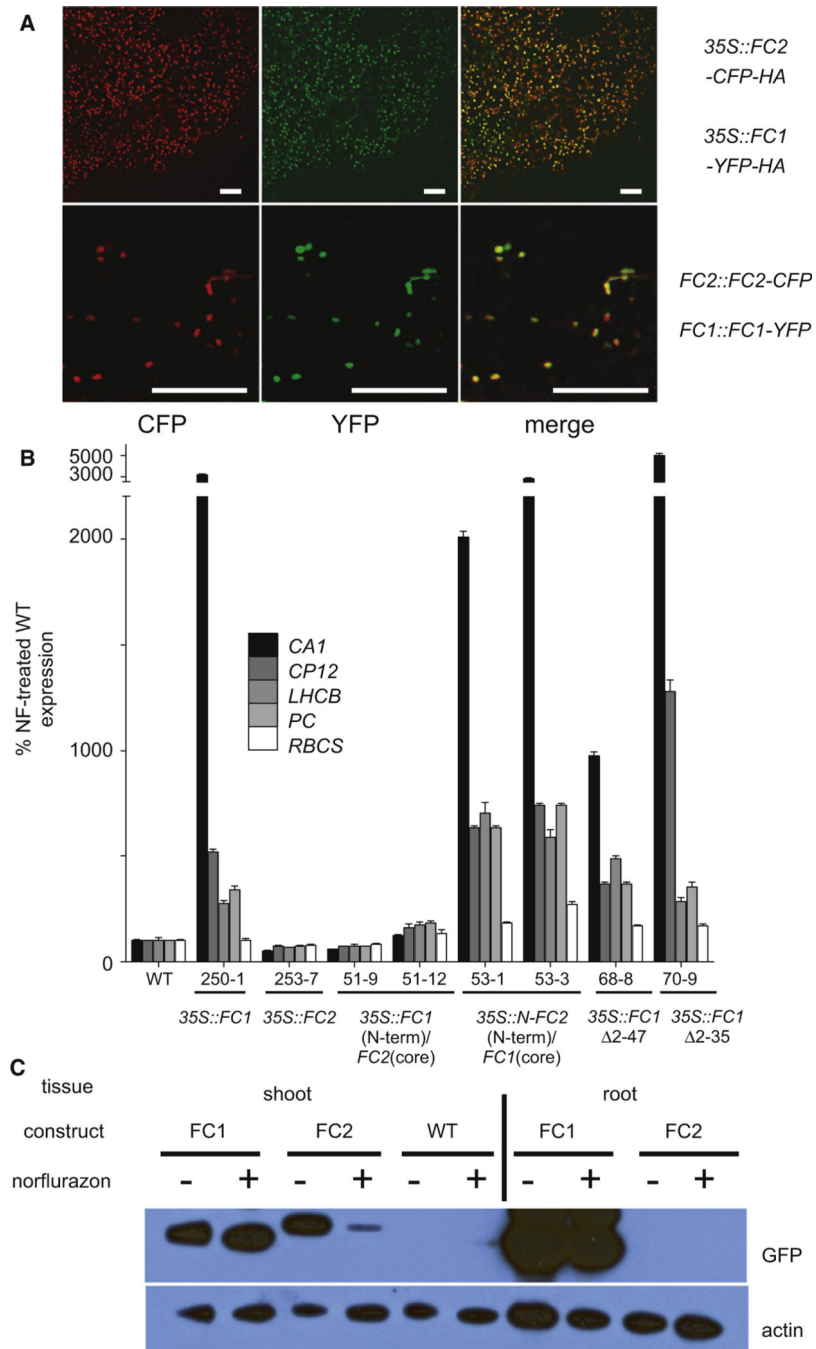 A
35S::FC2
-CFP-HA
35S::FC1
-YFP-HA
FC2::FC2-CFP
FC1::FC1-YFP
CFP YFP merge
B
% NF-treated WT
expression
5000
3000
2000
1000
0
CA1
CP12
LHCB
PC
RBCS
WT 250-1 253-7 51-9 51-12 53-1 53-3 68-8 70-9
35S::FC1 35S::FC2 35S::FC1 35S::N-FC2 35S::FC1 35S::FC1
(N-term)/ (N-term)/ Δ2-47 Δ2-35
FC2(core) FC1(core)
C
tissue shoot root
construct FC1 FC2 WT FC1 FC2
norflurazon - + - + - + - + - +
GFP
actin